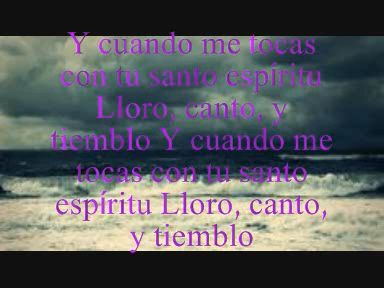 Y cuando me tocas
con tu santo espíritu
Lloro, canto, y
tiemblo Y cuando me
tocas con tu santo
espíritu Lloro, canto,
y tiemblo